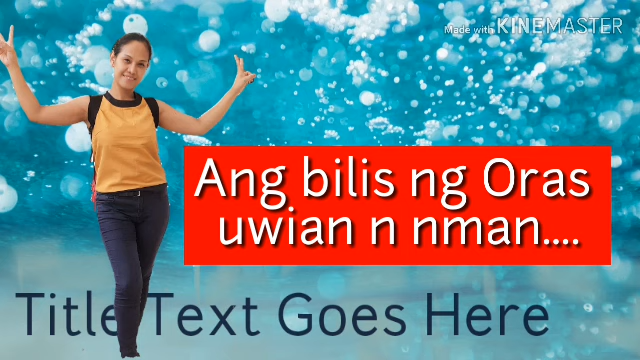 Made with KINEMASTER
Ang bilis ng Oras
uwian n nman....
Title Text Goes Here